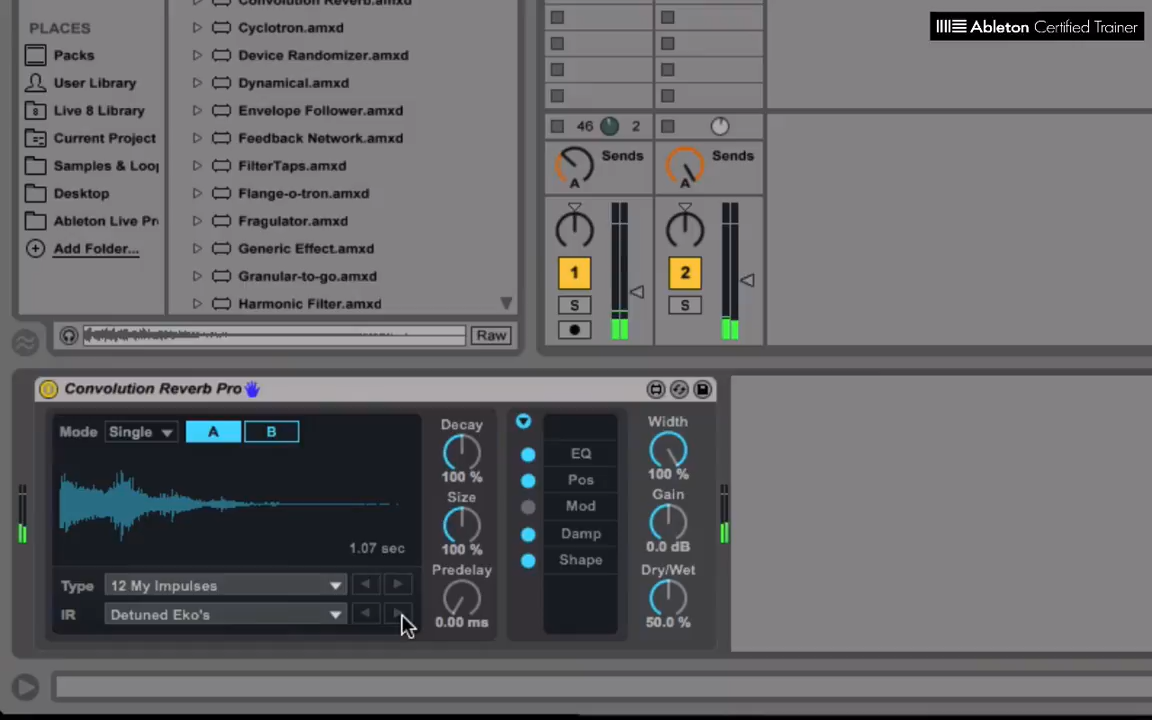 Convolution Reverb.amxd
PLACES
Packs
User Library
Live 8 Library
Current Project
Samples & Loop
Desktop
Ableton Live Pr
Add Folder...
Cyclotron.amxd
Device Randomizer.amxd
Dynamical.amxd
Envelope Follower.amxd
Feedback Network.amxd
FilterTaps.amxd
Flange-o-tron.amxd
Fragulator.amxd
Generic Effect.amxd
Granular-to-go.amxd
Harmonic Filter.amxd
Raw
Ableton Certified Trainer
46 2
Sends Sends
A A
1 2
S S
Convolution Reverb Pro
Mode Single A B
1.07 sec
Type 12 My Impulses
IR Detuned Eko's
Decay
100 %
Size
100 %
Predelay
0.00 ms
EQ
Pos
Mod
Damp
Shape
Width
100 %
Gain
0.0 dB
Dry/Wet
50.0 %